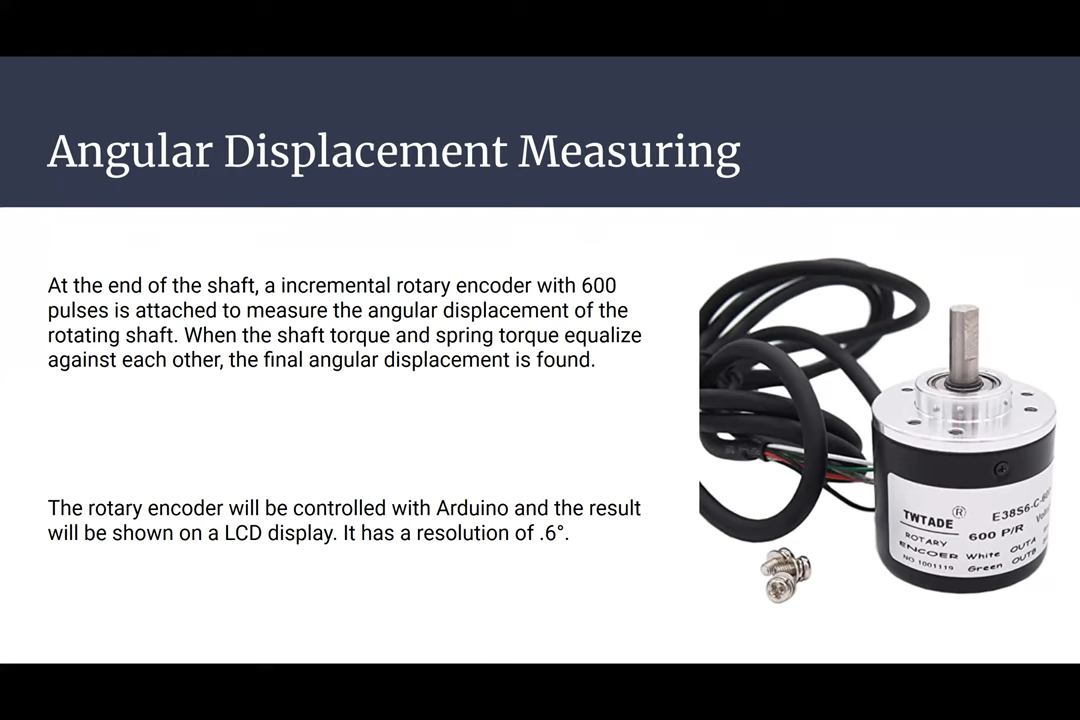 Angular Displacement Measuring
At the end of the shaft, a incremental rotary encoder with 600
pulses is attached to measure the angular displacement of the
rotating shaft. When the shaft torque and spring torque equalize
against each other, the final angular displacement is found.
The rotary encoder will be controlled with Arduino and the result
will be shown on a LCD display. It has a resolution of .6°.
TWTADE ®
E38S6-C-
600 P/R
ROTARY
ENCOER
White OUTA
NO 1001119
Green OUTB